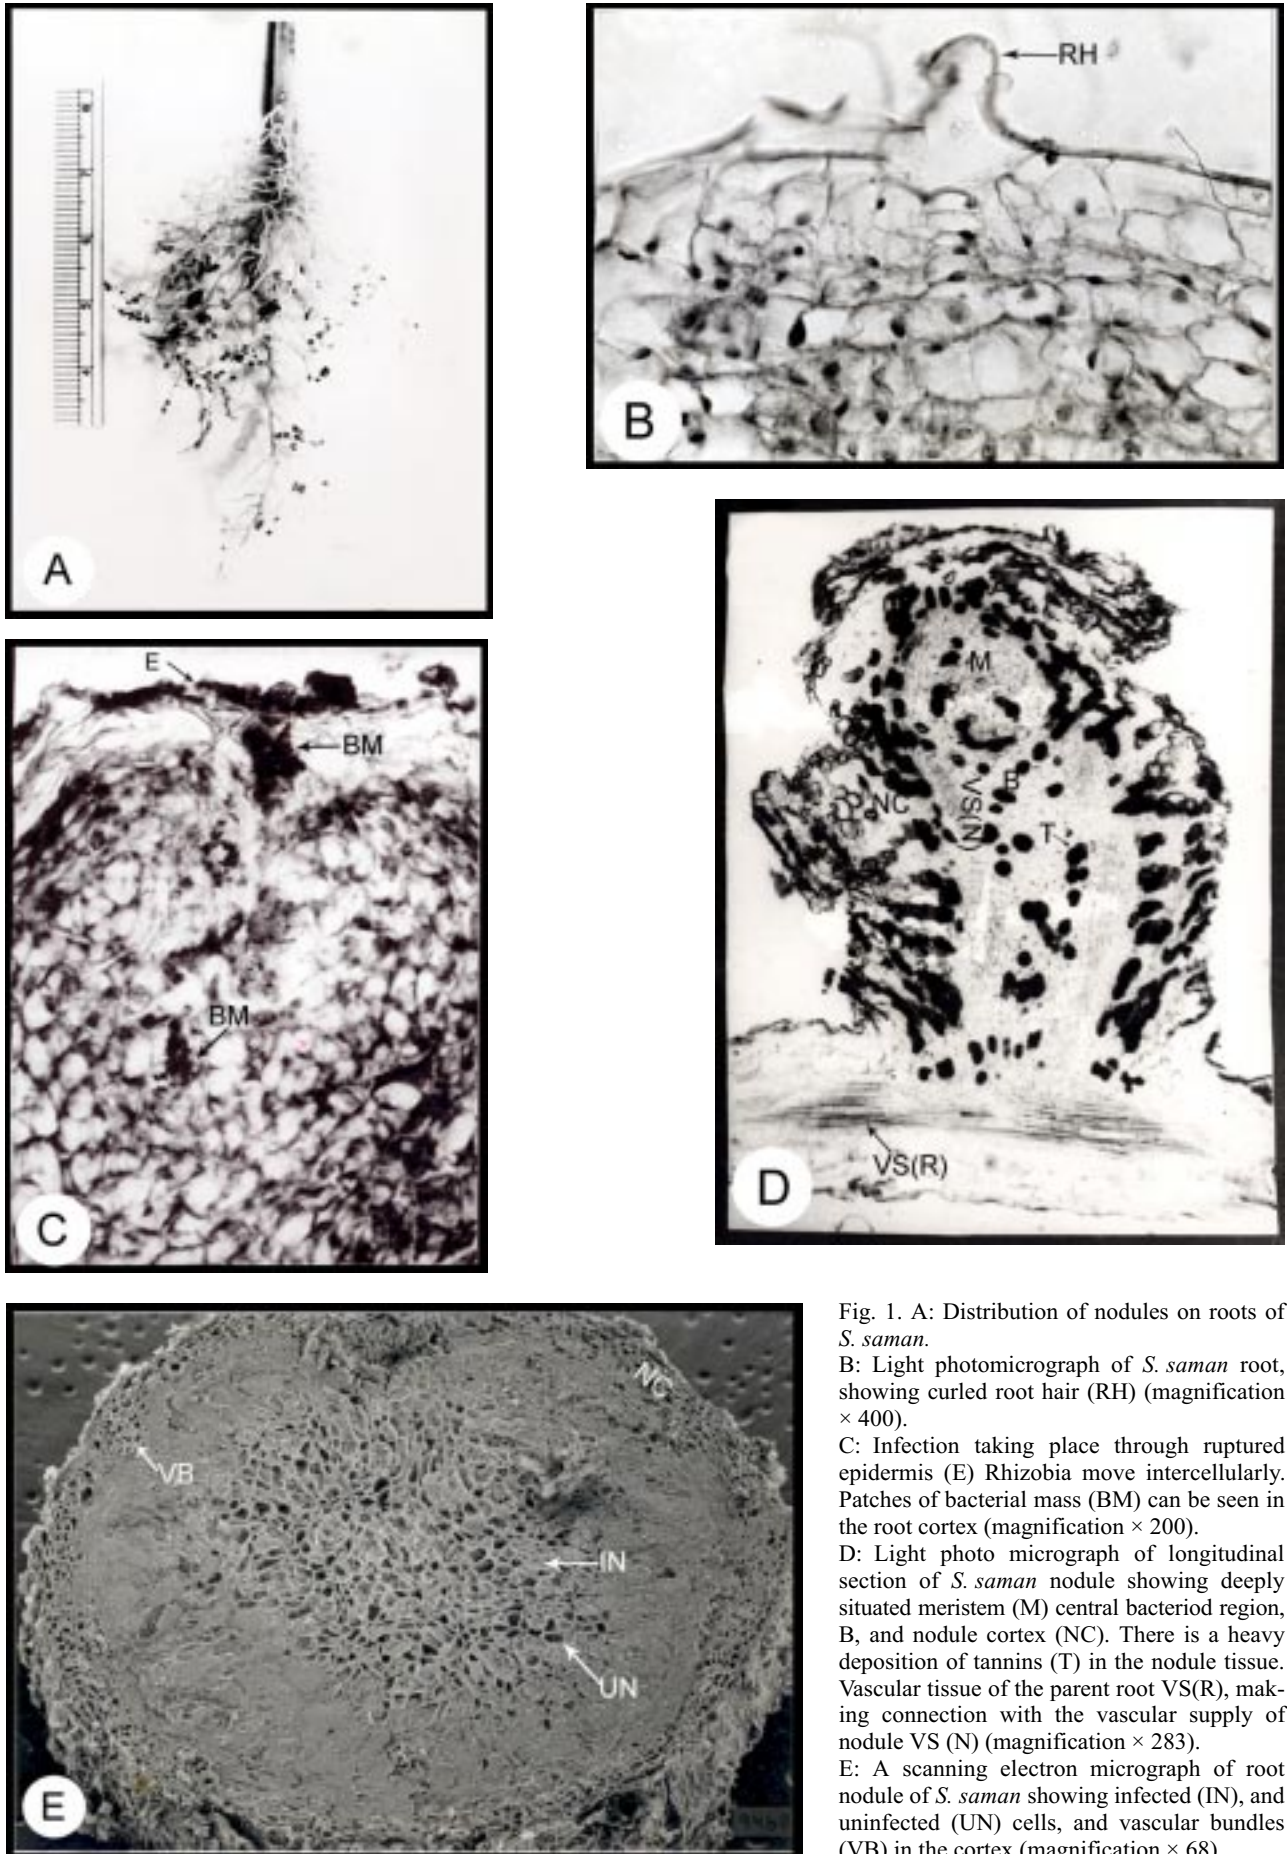 A
RH
B
E
BM
BM
C
M
B
NC
VS(N)
T
VS(R)
D
NC
VB
IN
UN
E
Fig. 1. A: Distribution of nodules on roots of
S. saman.
B: Light photomicrograph of S. saman root,
showing curled root hair (RH) (magnification
× 400).
C: Infection taking place through ruptured
epidermis (E) Rhizobia move intercellularly.
Patches of bacterial mass (BM) can be seen in
the root cortex (magnification × 200).
D: Light photo micrograph of longitudinal
section of S. saman nodule showing deeply
situated meristem (M) central bacteriod region,
B, and nodule cortex (NC). There is a heavy
deposition of tannins (T) in the nodule tissue.
Vascular tissue of the parent root VS(R), mak-
ing connection with the vascular supply of
nodule VS (N) (magnification × 283).
E: A scanning electron micrograph of root
nodule of S. saman showing infected (IN), and
uninfected (UN) cells, and vascular bundles
(VB) in the cortex (magnification × 68)